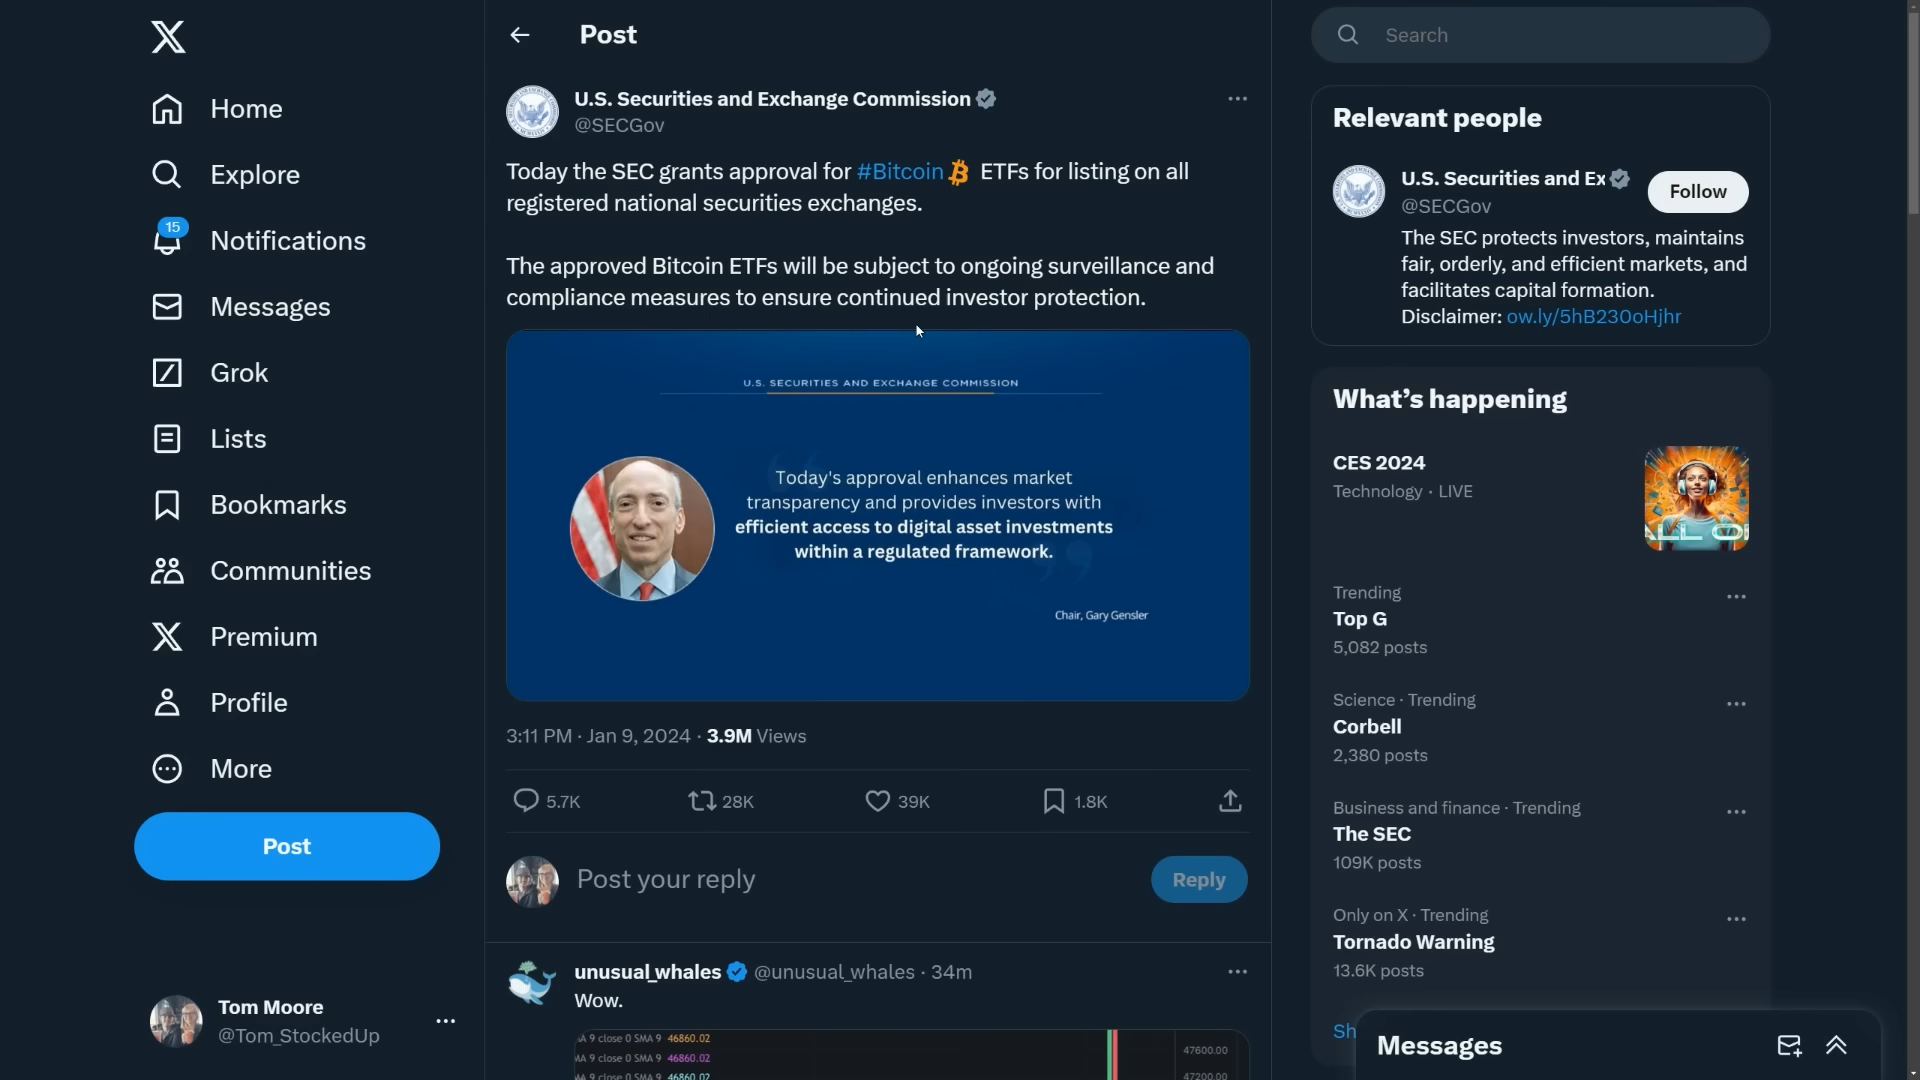 Home
Explore
15
Notifications
Messages
Grok
Lists
Bookmarks
Communities
Premium
Profile
More
Post
Tom Moore
@Tom_StockedUp
Post
U.S. Securities and Exchange Commission
@SECGov
Today the SEC grants approval for #Bitcoin ETFs for listing on all
registered national securities exchanges.
The approved Bitcoin ETFs will be subject to ongoing surveillance and
compliance measures to ensure continued investor protection.
U.S. SECURITIES AND EXCHANGE COMMISSION
Today's approval enhances market
transparency and provides investors with
efficient access to digital asset investments
within a regulated framework.
Chair, Gary Gensler
3:11 PM · Jan 9, 2024 · 3.9M Views
5.7K 28K 39K 1.8K
Post your reply
Reply
unusual_whales @unusual_whales · 34m
Wow.
MA 9 close 0 SMA 9 46860.02
MA 9 close 0 SMA 9 46860.02
MA 9 close 0 SMA 9 46860.02
47600.00
47200.00
Search
Relevant people
U.S. Securities and Ex
@SECGov
Follow
The SEC protects investors, maintains
fair, orderly, and efficient markets, and
facilitates capital formation.
Disclaimer: ow.ly/5hB230oHjhr
What's happening
CES 2024
Technology · LIVE
ALL O
Trending
Top G
5,082 posts
Science · Trending
Corbell
2,380 posts
Business and finance · Trending
The SEC
109K posts
Only on X · Trending
Tornado Warning
13.6K posts
Sh
Messages